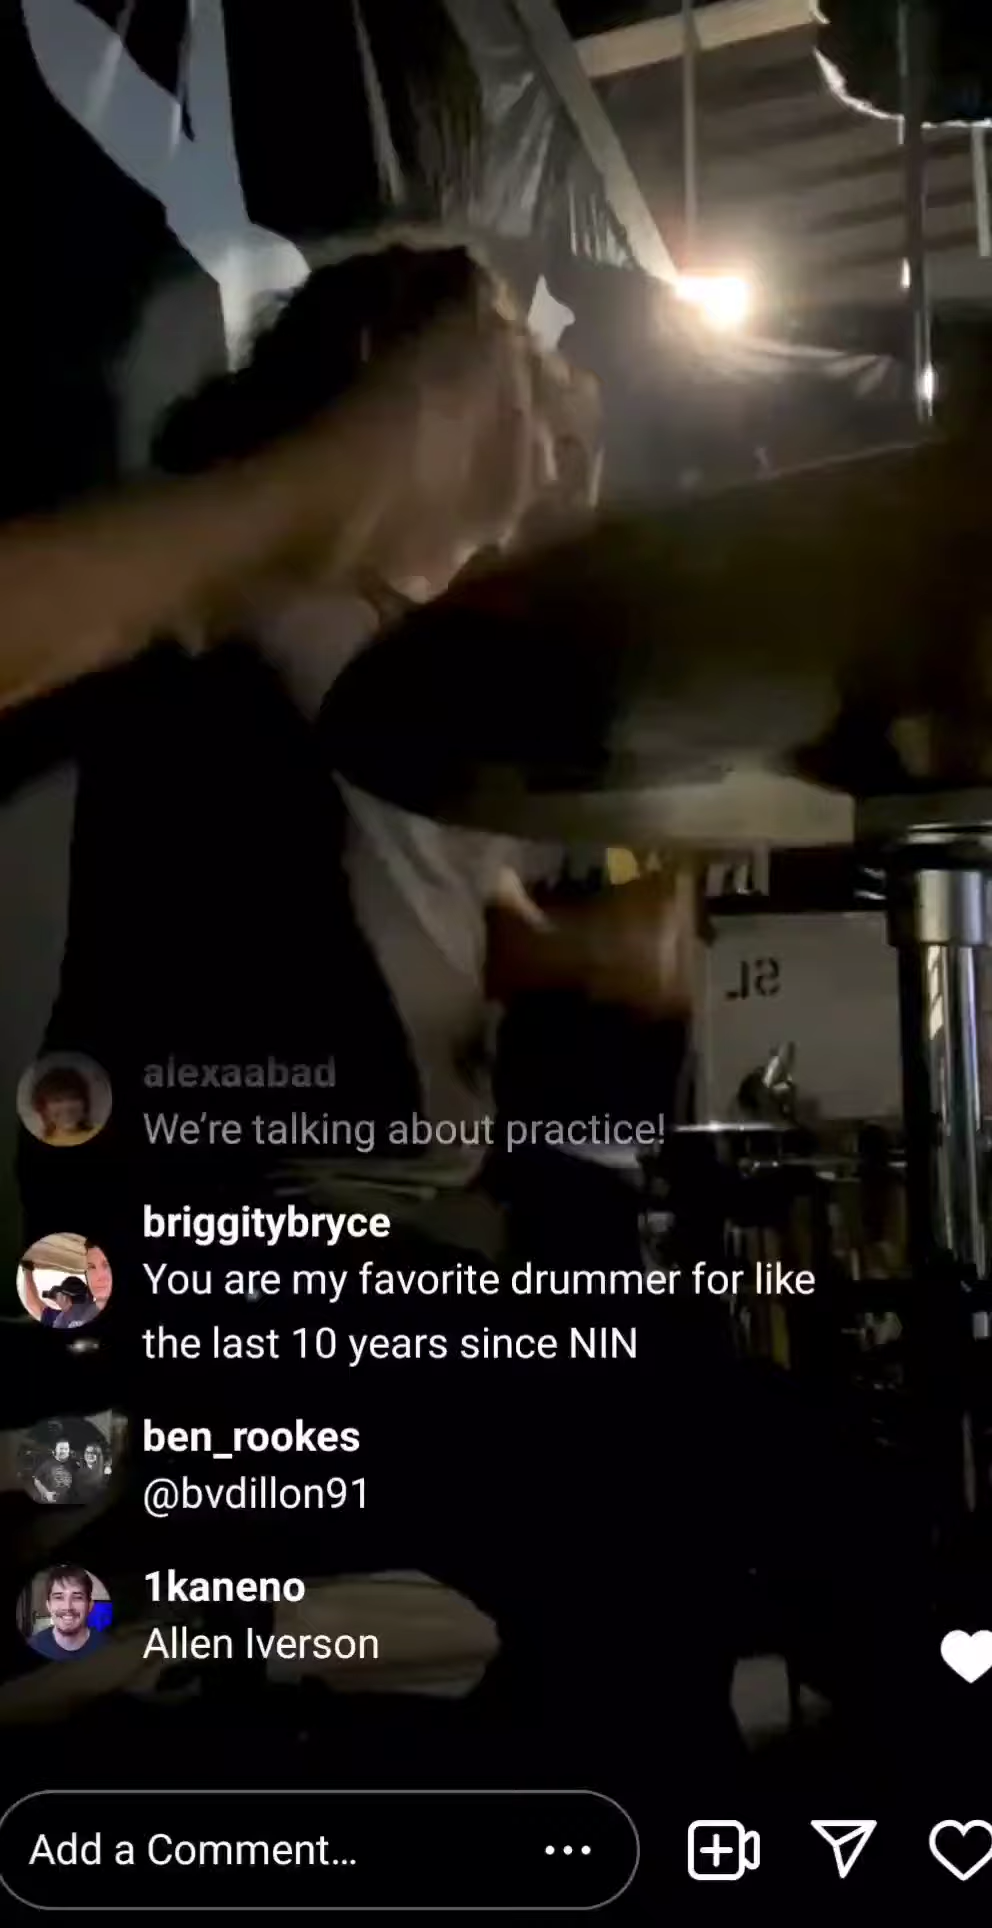 SL
alexaabad
We’re talking about practice!
briggitybryce
You are my favorite drummer for like
the last 10 years since NIN
ben_rookes
@bvdillon91
1kaneno
Allen Iverson
Add a Comment...